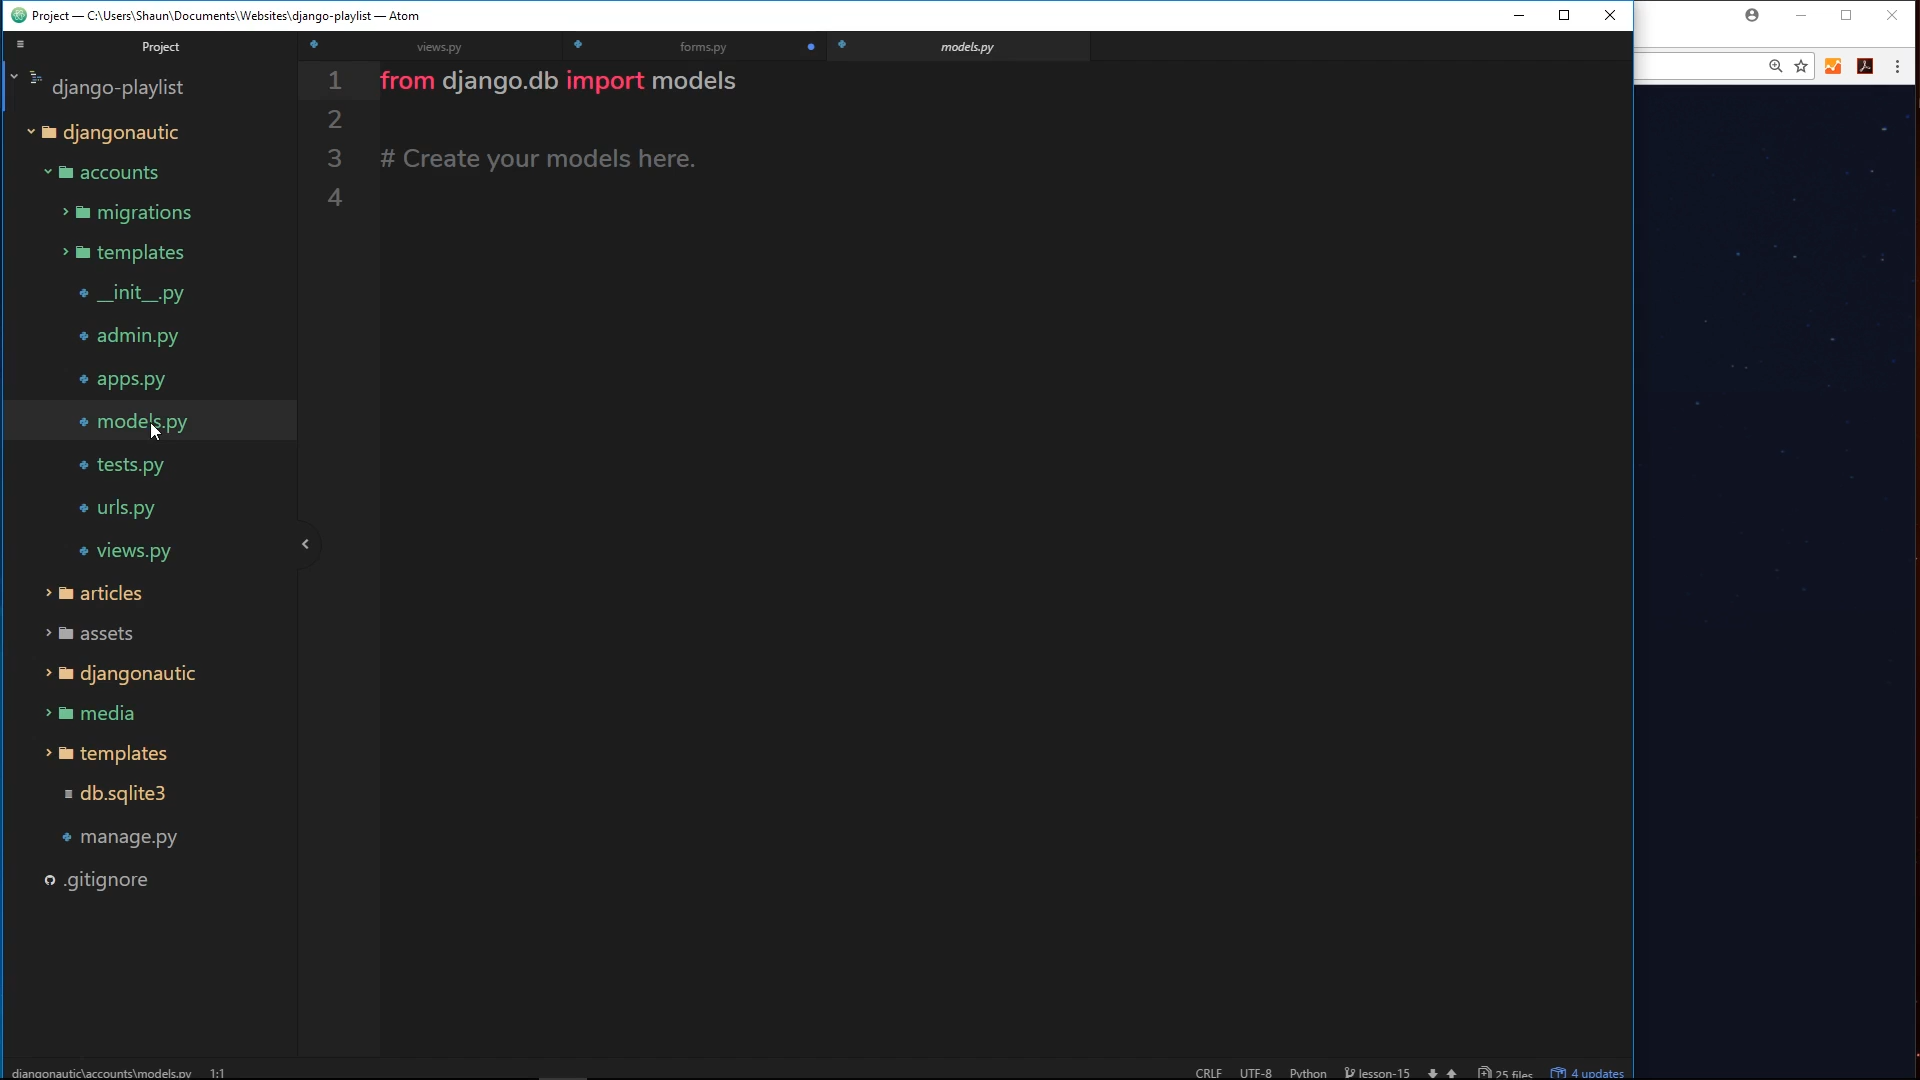 Project — C:\Users\Shaun\Documents\Websites\django-playlist — Atom
Project
views.py
forms.py
models.py
django-playlist
djangonautic
accounts
migrations
templates
__init__.py
admin.py
apps.py
models.py
tests.py
urls.py
views.py
articles
assets
djangonautic
media
templates
db.sqlite3
manage.py
.gitignore
1 from django.db import models
2
3 # Create your models here.
4
djangonautic\accounts\models.py 1:1
CRLF UTF-8 Python lesson-15 25 files 4 updates